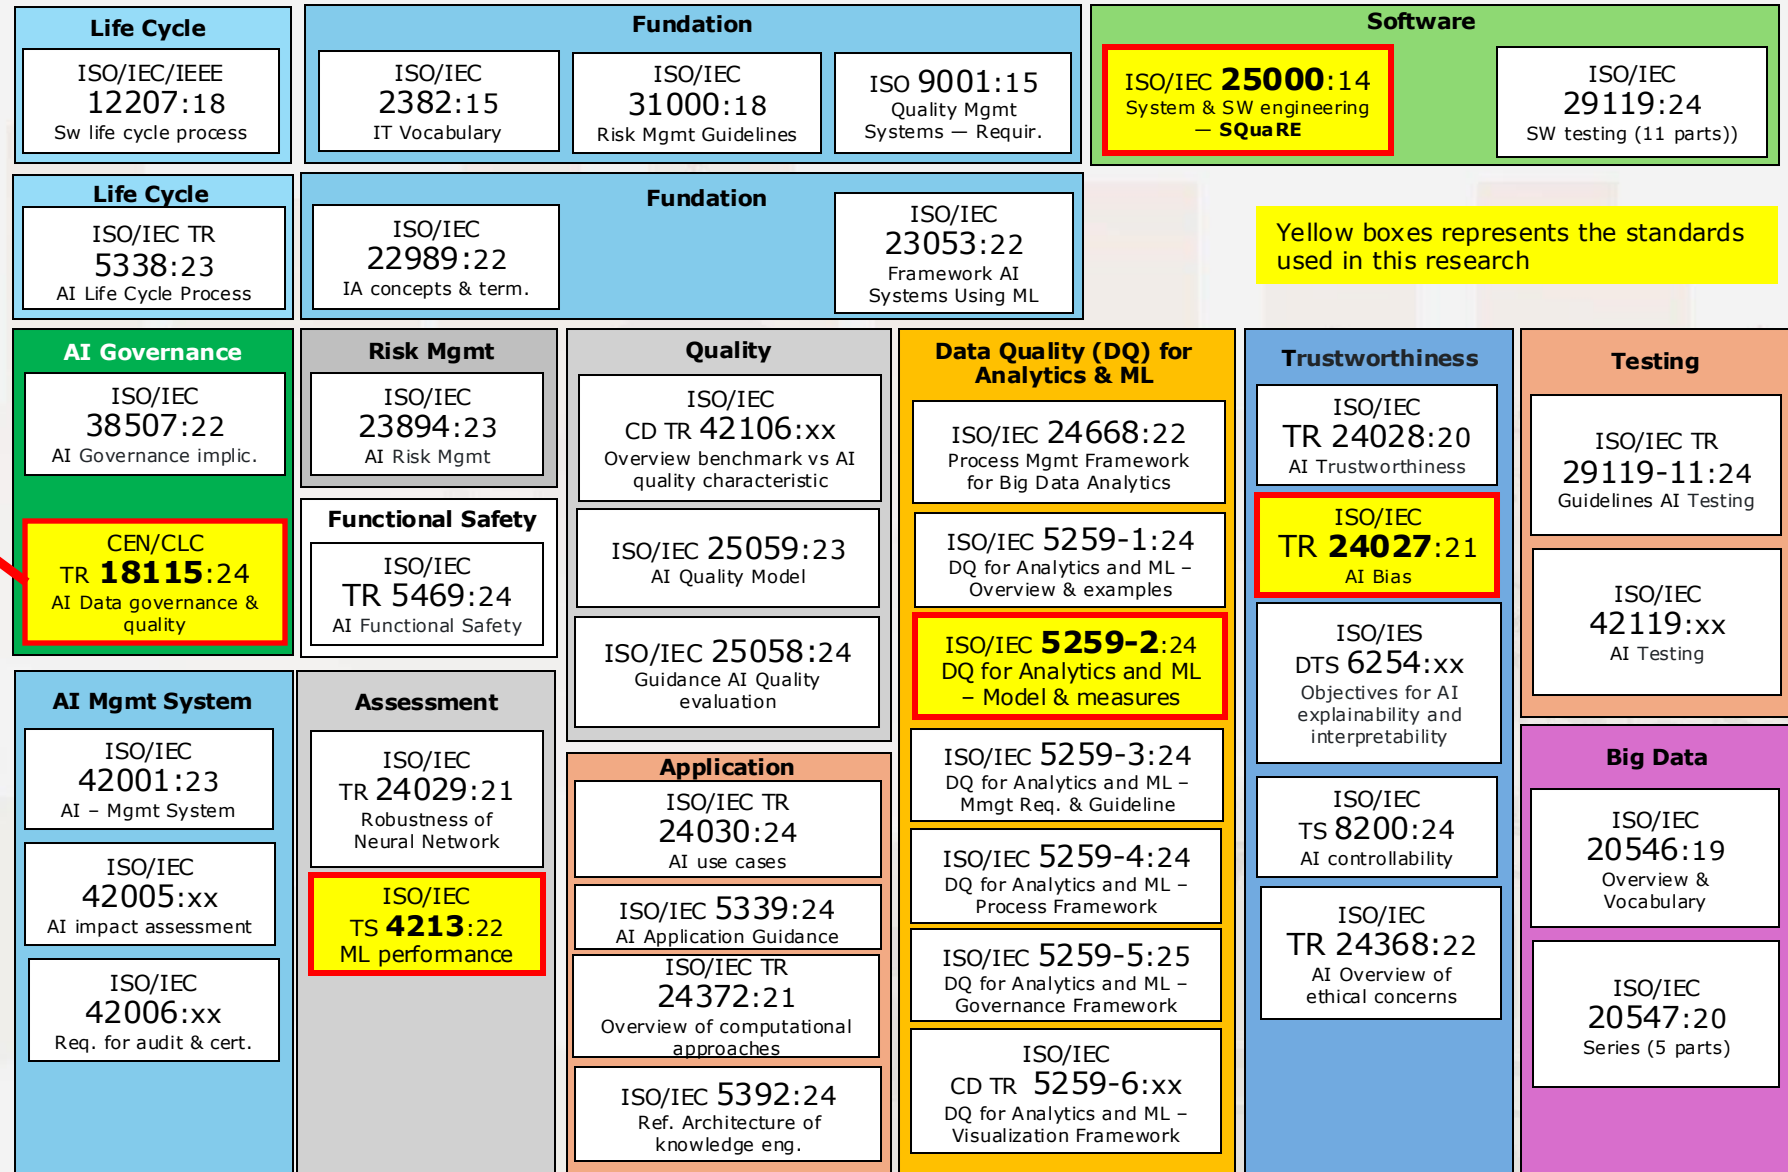 Life Cycle
ISO/IEC/IEEE
12207:18
Sw life cycle process
Fundation
ISO/IEC
2382:15
IT Vocabulary
ISO/IEC
31000:18
Risk Mgmt Guidelines
ISO 9001:15
Quality Mgmt
Systems — Requir.
Software
ISO/IEC 25000:14
System & SW engineering
— SQuaRE
ISO/IEC
29119:24
SW testing (11 parts))
Life Cycle
ISO/IEC TR
5338:23
AI Life Cycle Process
Fundation
ISO/IEC
22989:22
IA concepts & term.
ISO/IEC
23053:22
Framework AI
Systems Using ML
Yellow boxes represents the standards
used in this research
AI Governance
ISO/IEC
38507:22
AI Governance implic.
CEN/CLC
TR 18115:24
AI Data governance &
quality
Risk Mgmt
ISO/IEC
23894:23
AI Risk Mgmt
Functional Safety
ISO/IEC
TR 5469:24
AI Functional Safety
Quality
ISO/IEC
CD TR 42106:xx
Overview benchmark vs AI
quality characteristic
ISO/IEC 25059:23
AI Quality Model
ISO/IEC 25058:24
Guidance AI Quality
evaluation
Data Quality (DQ) for
Analytics & ML
ISO/IEC 24668:22
Process Mgmt Framework
for Big Data Analytics
ISO/IEC 5259-1:24
DQ for Analytics and ML –
Overview & examples
ISO/IEC 5259-2:24
DQ for Analytics and ML
– Model & measures
ISO/IEC 5259-3:24
DQ for Analytics and ML –
Mmgt Req. & Guideline
ISO/IEC 5259-4:24
DQ for Analytics and ML –
Process Framework
ISO/IEC 5259-5:25
DQ for Analytics and ML –
Governance Framework
ISO/IEC
CD TR 5259-6:xx
DQ for Analytics and ML –
Visualization Framework
Trustworthiness
ISO/IEC
TR 24028:20
AI Trustworthiness
ISO/IEC
TR 24027:21
AI Bias
ISO/IES
DTS 6254:xx
Objectives for AI
explainability and
interpretability
ISO/IEC
TS 8200:24
AI controllability
ISO/IEC
TR 24368:22
AI Overview of
ethical concerns
Testing
ISO/IEC TR
29119-11:24
Guidelines AI Testing
ISO/IEC
42119:xx
AI Testing
AI Mgmt System
ISO/IEC
42001:23
AI – Mgmt System
ISO/IEC
42005:xx
AI impact assessment
ISO/IEC
42006:xx
Req. for audit & cert.
Assessment
ISO/IEC
TR 24029:21
Robustness of
Neural Network
ISO/IEC
TS 4213:22
ML performance
Application
ISO/IEC TR
24030:24
AI use cases
ISO/IEC 5339:24
AI Application Guidance
ISO/IEC TR
24372:21
Overview of computational
approaches
ISO/IEC 5392:24
Ref. Architecture of
knowledge eng.
Big Data
ISO/IEC
20546:19
Overview &
Vocabulary
ISO/IEC
20547:20
Series (5 parts)